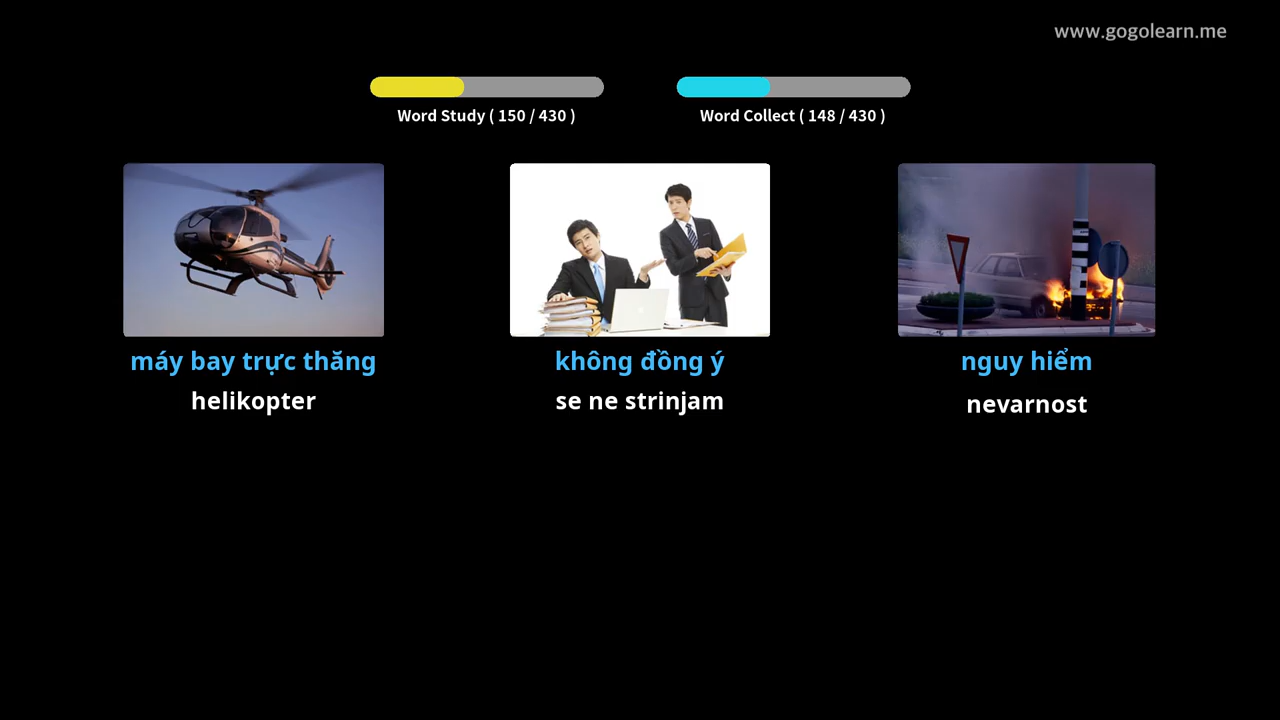 www.gogolearn.me
Word Study ( 150 / 430 )
Word Collect ( 148 / 430 )
máy bay trực thăng
helikopter
không đồng ý
se ne strinjam
nguy hiểm
nevarnost